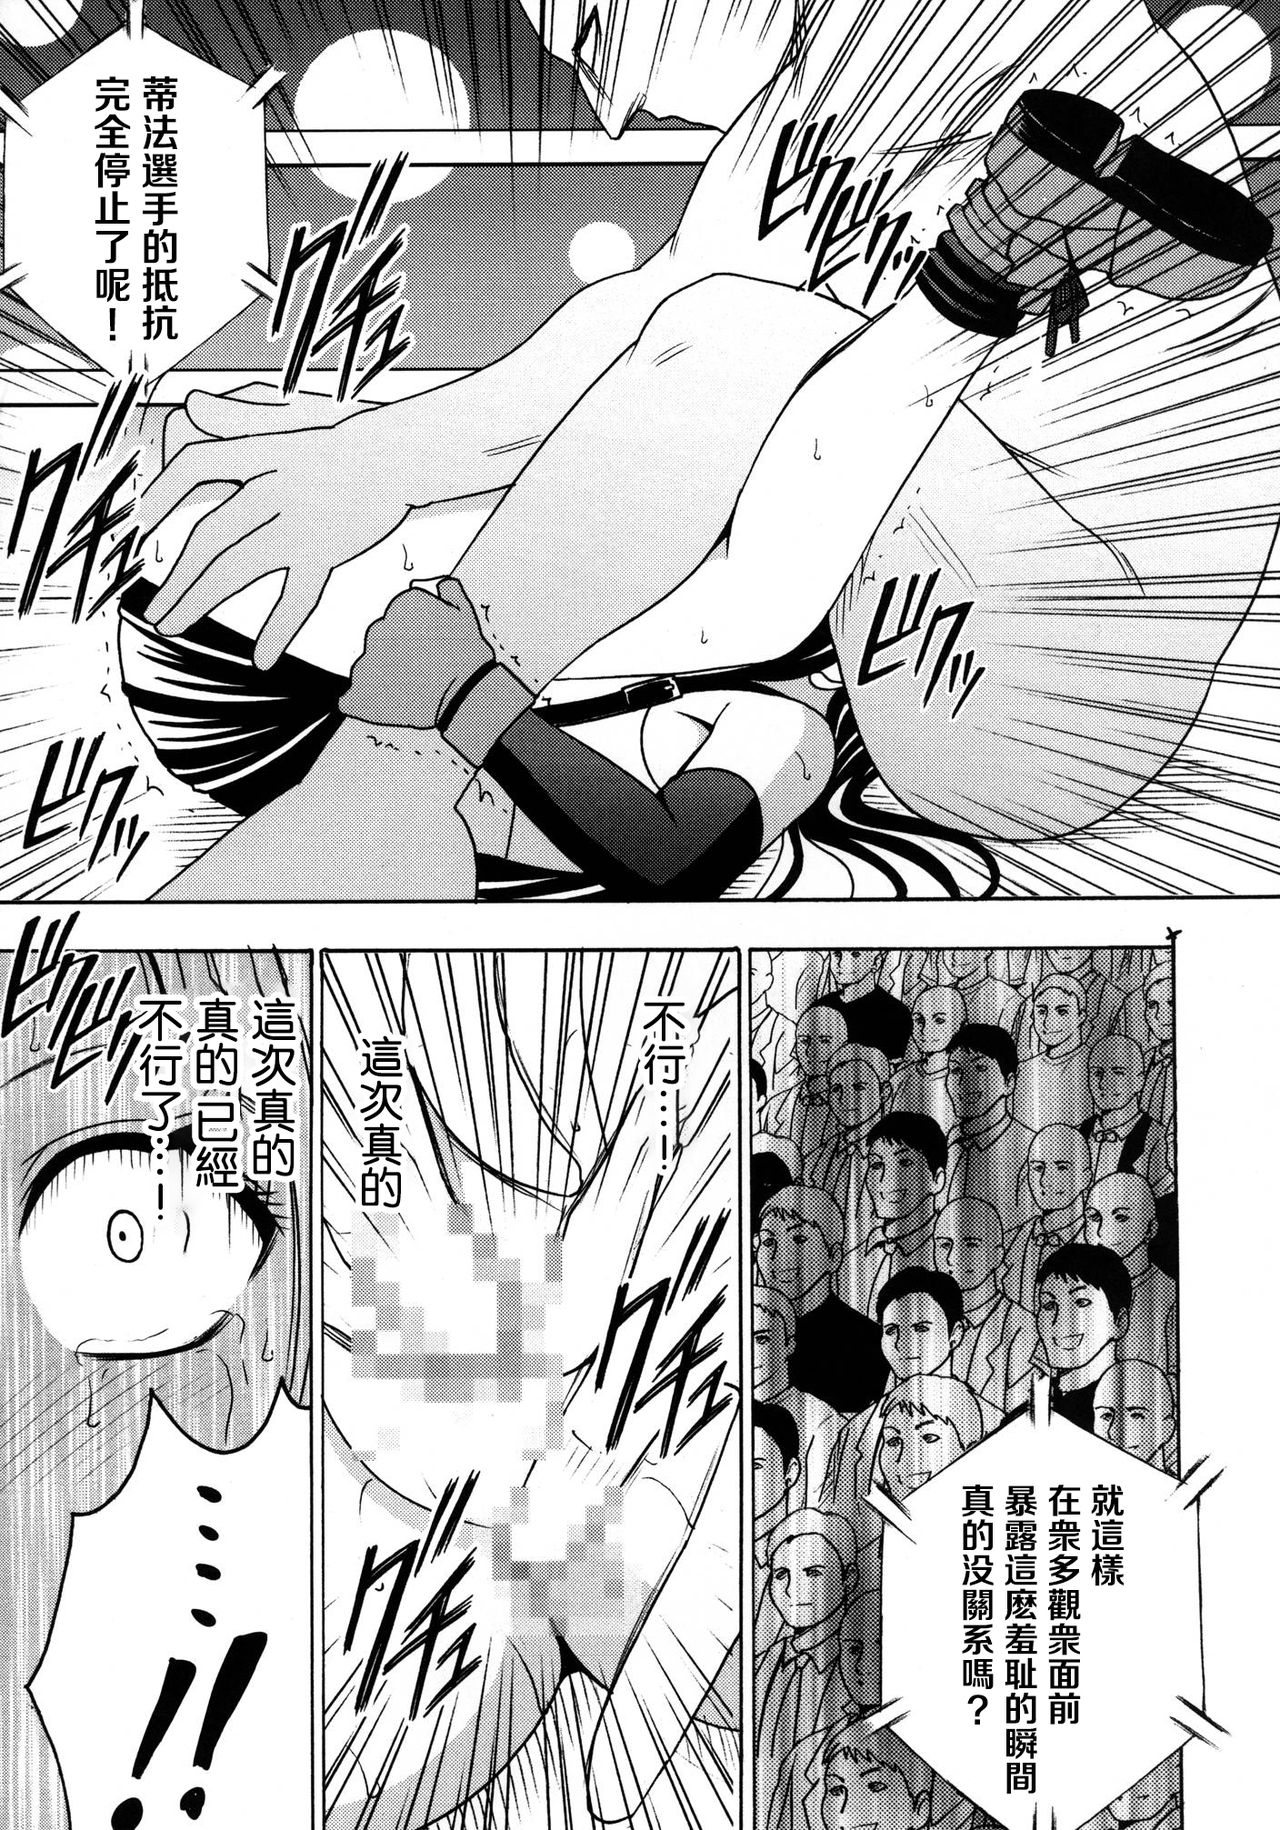 蒂法選手的抵抗
完全停止了呢！
グチュ
ビクビクッ
グチュ
ビクッ
ビクッ
就這樣
在衆多觀衆面前
暴露這麽羞耻的瞬間
真的没關系嗎？
不行……！
這次真的
グチュ
グチュ
這次真的
真的已經
不行了……！
ビクビクッ
……!!